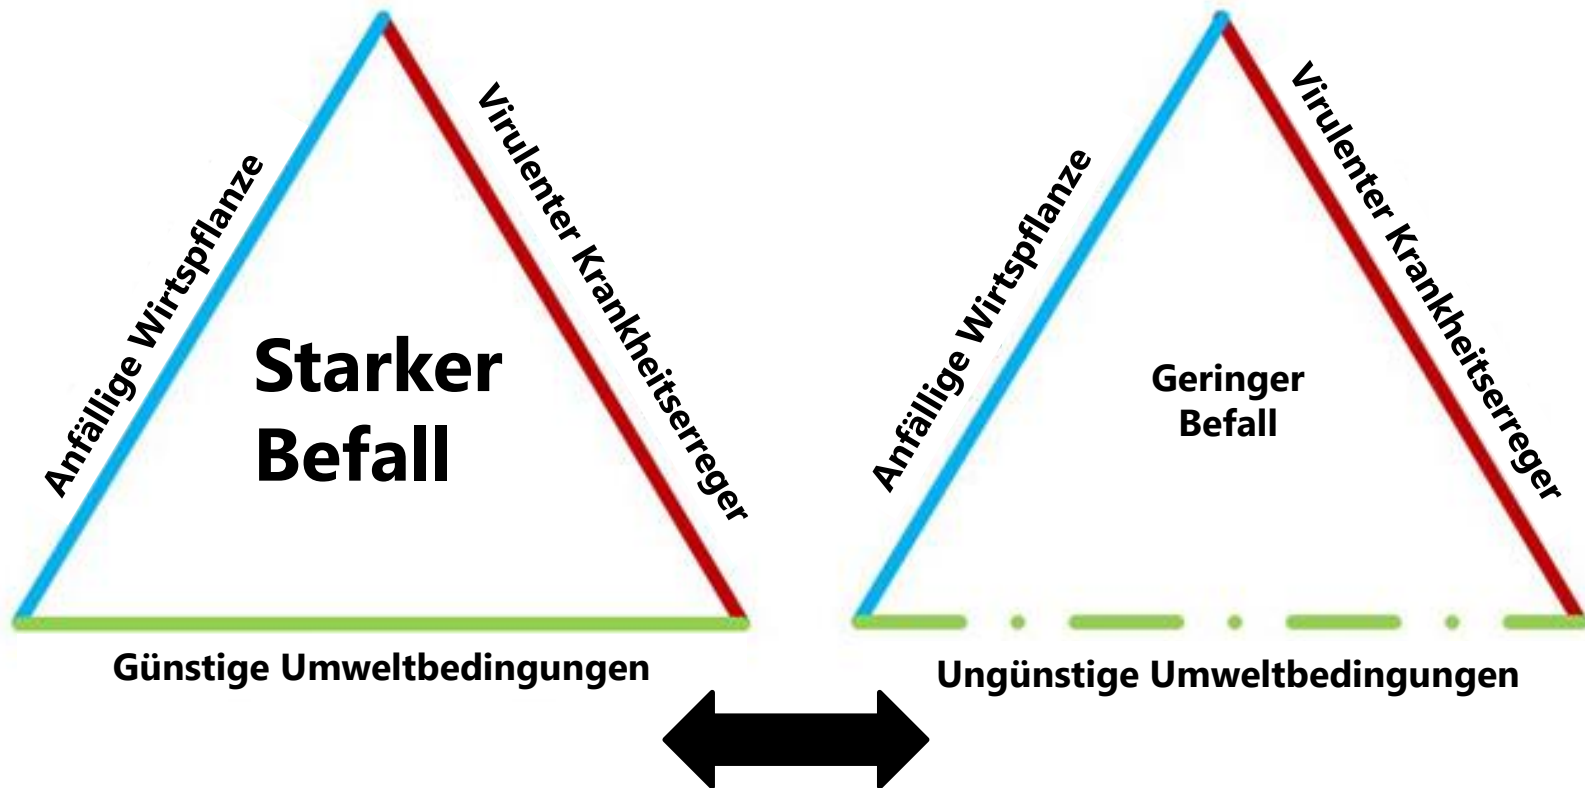 Anfällige Wirtspflanze
Virulenter Krankheitserreger
Starker
Befall
Günstige Umweltbedingungen
Anfällige Wirtspflanze
Virulenter Krankheitserreger
Geringer
Befall
Ungünstige Umweltbedingungen